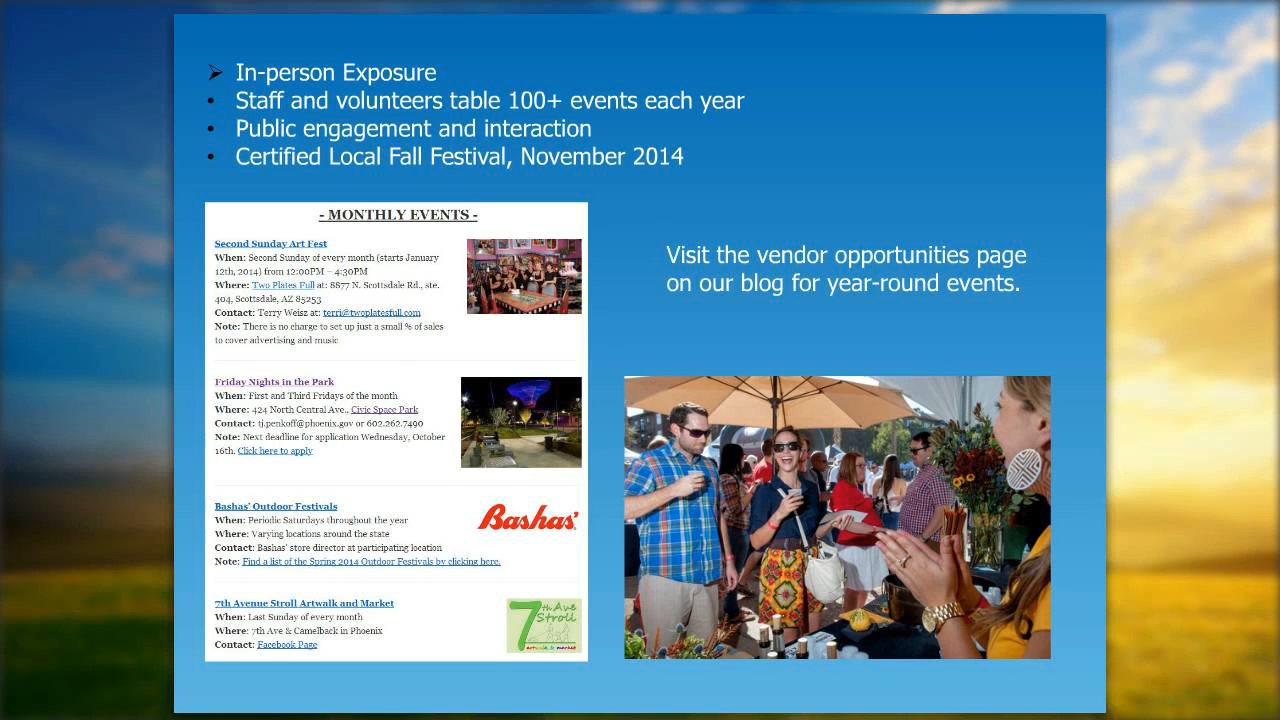 In-person Exposure
Staff and volunteers table 100+ events each year
Public engagement and interaction
Certified Local Fall Festival, November 2014
- MONTHLY EVENTS -
Second Sunday Art Fest
When: Second Sunday of every month (starts January
12th, 2014) from 12:00PM – 4:30PM
Where: Two Plates Full at: 8877 N. Scottsdale Rd., ste.
404, Scottsdale, AZ 85253
Contact: Terry Weisz at: terri@twoplatesfull.com
Note: There is no charge to set up just a small % of sales
to cover advertising and music
Friday Nights in the Park
When: First and Third Fridays of the month
Where: 424 North Central Ave., Civic Space Park
Contact: tj.penkoff@phoenix.gov or 602.262.7490
Note: Next deadline for application Wednesday, October
16th. Click here to apply
Bashas' Outdoor Festivals
When: Periodic Saturdays throughout the year
Where: Varying locations around the state
Contact: Bashas' store director at participating location
Note: Find a list of the Spring 2014 Outdoor Festivals by clicking here.
Bashas'
7th Avenue Stroll Artwalk and Market
When: Last Sunday of every month
Where: 7th Ave & Camelback in Phoenix
Contact: Facebook Page
7th Ave
Stroll
artwalk & market
Visit the vendor opportunities page
on our blog for year-round events.